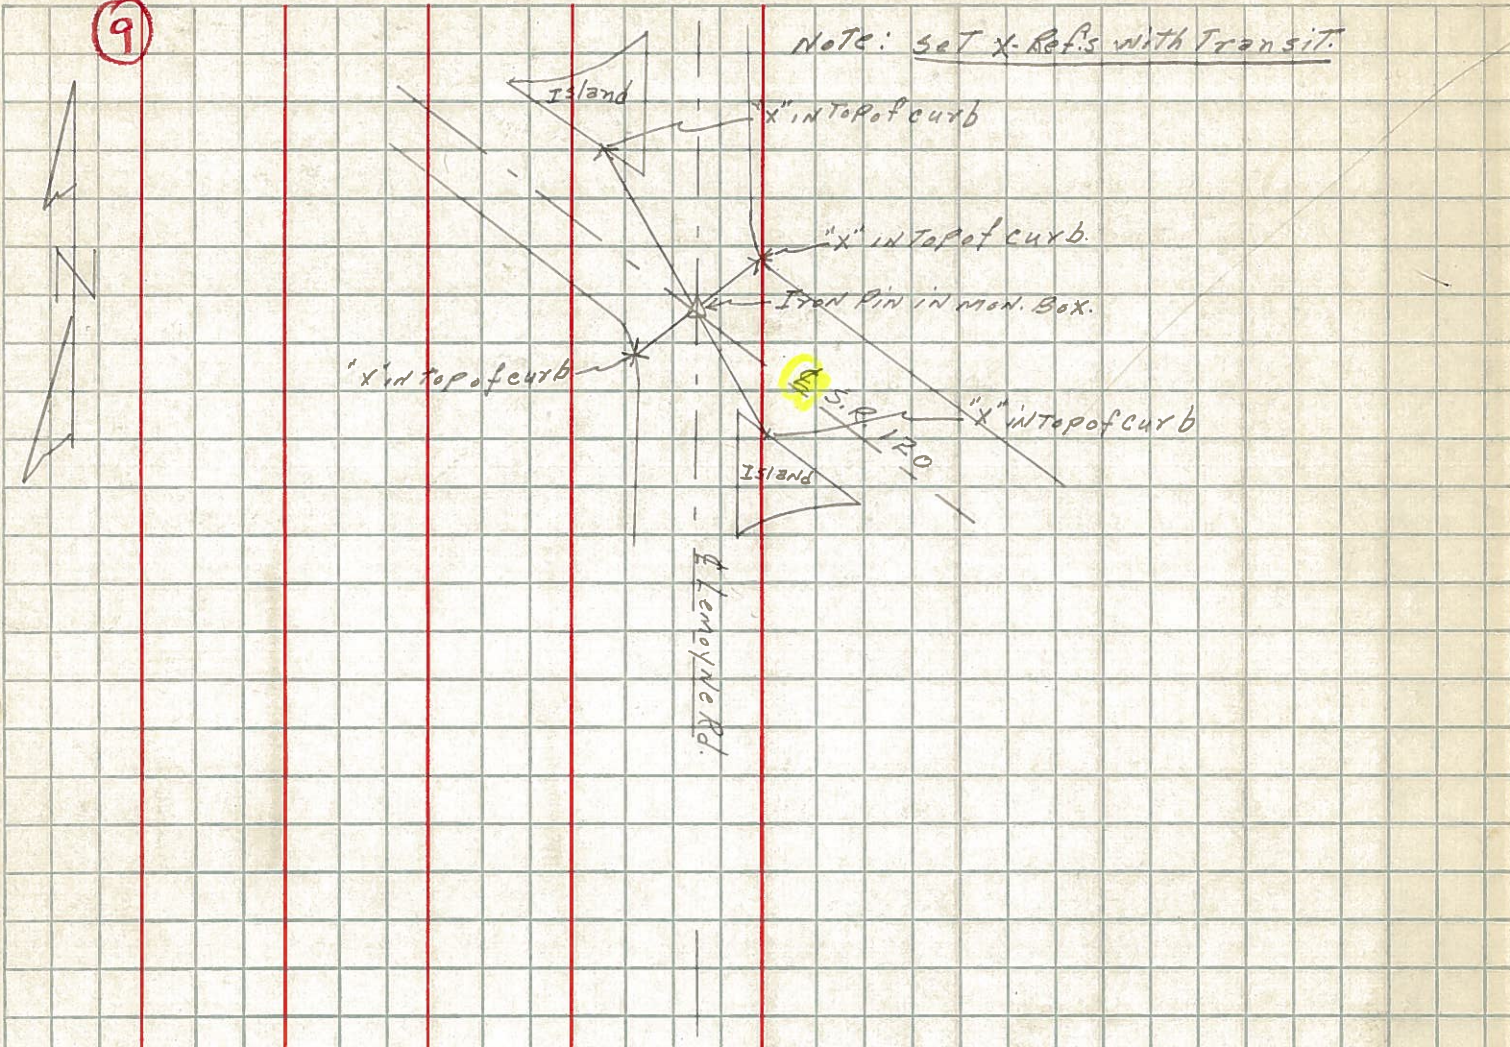 9
Note: Set X-Refs with Transit.
Island
"X" in Top of curb
"X" in Top of curb.
Iron Pin in Mon. Box.
"X" in top of curb
℄ S.R. 120
"X" in Top of curb
Island
℄ Lemoyne Rd.
N